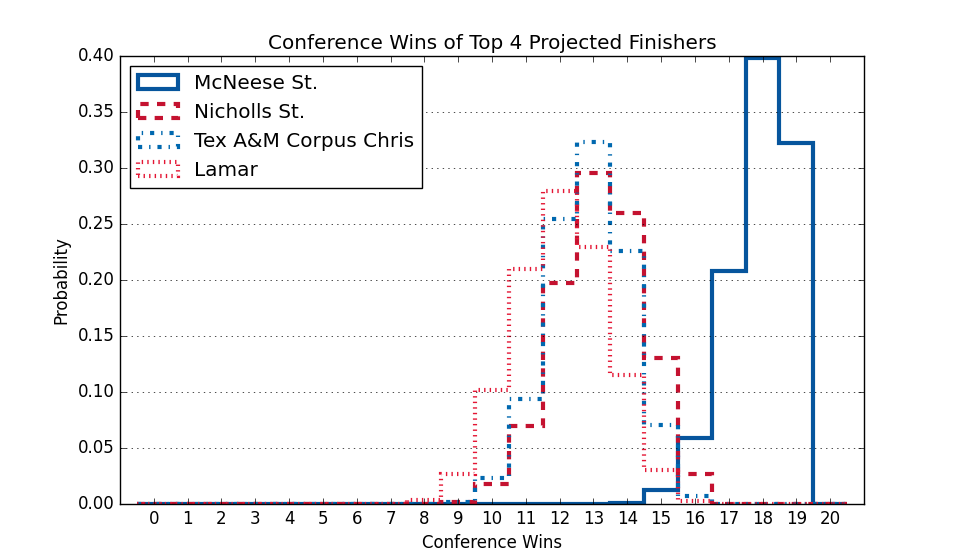 Conference Wins of Top 4 Projected Finishers
McNeese St.
Nicholls St.
Tex A&M Corpus Chris
Lamar
Probability
0.40
0.35
0.30
0.25
0.20
0.15
0.10
0.05
0.00
0 1 2 3 4 5 6 7 8 9 10 11 12 13 14 15 16 17 18 19 20
Conference Wins